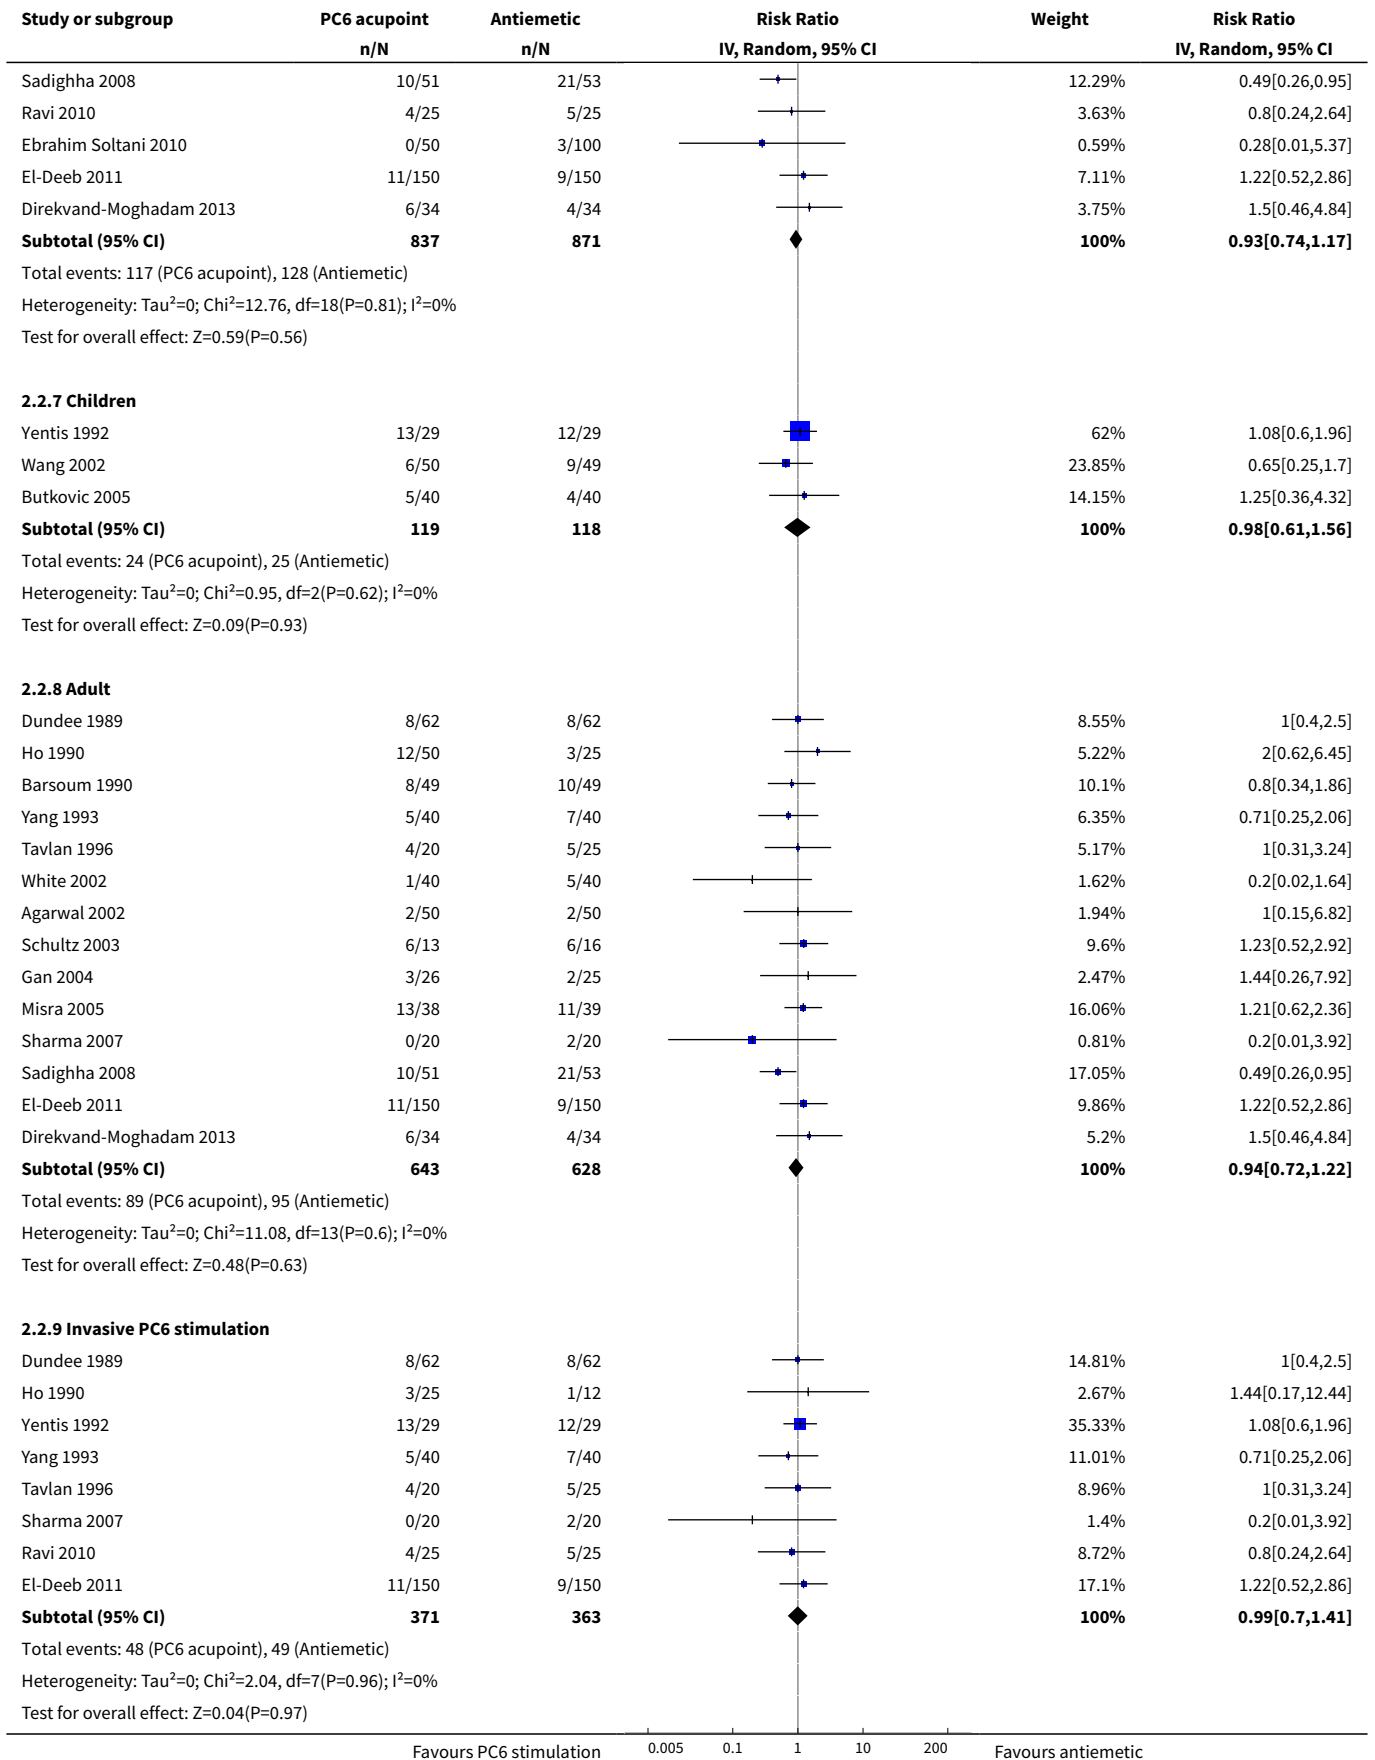 Study or subgroup PC6 acupoint Antiemetic Risk Ratio Weight Risk Ratio
n/N n/N IV, Random, 95% CI IV, Random, 95% CI
Sadighha 2008 10/51 21/53 12.29% 0.49[0.26,0.95]
Ravi 2010 4/25 5/25 3.63% 0.8[0.24,2.64]
Ebrahim Soltani 2010 0/50 3/100 0.59% 0.28[0.01,5.37]
El-Deeb 2011 11/150 9/150 7.11% 1.22[0.52,2.86]
Direkvand-Moghadam 2013 6/34 4/34 3.75% 1.5[0.46,4.84]
Subtotal (95% CI) 837 871 100% 0.93[0.74,1.17]
Total events: 117 (PC6 acupoint), 128 (Antiemetic)
Heterogeneity: Tau²=0; Chi²=12.76, df=18(P=0.81); I²=0%
Test for overall effect: Z=0.59(P=0.56)
2.2.7 Children
Yentis 1992 13/29 12/29 62% 1.08[0.6,1.96]
Wang 2002 6/50 9/49 23.85% 0.65[0.25,1.7]
Butkovic 2005 5/40 4/40 14.15% 1.25[0.36,4.32]
Subtotal (95% CI) 119 118 100% 0.98[0.61,1.56]
Total events: 24 (PC6 acupoint), 25 (Antiemetic)
Heterogeneity: Tau²=0; Chi²=0.95, df=2(P=0.62); I²=0%
Test for overall effect: Z=0.09(P=0.93)
2.2.8 Adult
Dundee 1989 8/62 8/62 8.55% 1[0.4,2.5]
Ho 1990 12/50 3/25 5.22% 2[0.62,6.45]
Barsoum 1990 8/49 10/49 10.1% 0.8[0.34,1.86]
Yang 1993 5/40 7/40 6.35% 0.71[0.25,2.06]
Tavlan 1996 4/20 5/25 5.17% 1[0.31,3.24]
White 2002 1/40 5/40 1.62% 0.2[0.02,1.64]
Agarwal 2002 2/50 2/50 1.94% 1[0.15,6.82]
Schultz 2003 6/13 6/16 9.6% 1.23[0.52,2.92]
Gan 2004 3/26 2/25 2.47% 1.44[0.26,7.92]
Misra 2005 13/38 11/39 16.06% 1.21[0.62,2.36]
Sharma 2007 0/20 2/20 0.81% 0.2[0.01,3.92]
Sadighha 2008 10/51 21/53 17.05% 0.49[0.26,0.95]
El-Deeb 2011 11/150 9/150 9.86% 1.22[0.52,2.86]
Direkvand-Moghadam 2013 6/34 4/34 5.2% 1.5[0.46,4.84]
Subtotal (95% CI) 643 628 100% 0.94[0.72,1.22]
Total events: 89 (PC6 acupoint), 95 (Antiemetic)
Heterogeneity: Tau²=0; Chi²=11.08, df=13(P=0.6); I²=0%
Test for overall effect: Z=0.48(P=0.63)
2.2.9 Invasive PC6 stimulation
Dundee 1989 8/62 8/62 14.81% 1[0.4,2.5]
Ho 1990 3/25 1/12 2.67% 1.44[0.17,12.44]
Yentis 1992 13/29 12/29 35.33% 1.08[0.6,1.96]
Yang 1993 5/40 7/40 11.01% 0.71[0.25,2.06]
Tavlan 1996 4/20 5/25 8.96% 1[0.31,3.24]
Sharma 2007 0/20 2/20 1.4% 0.2[0.01,3.92]
Ravi 2010 4/25 5/25 8.72% 0.8[0.24,2.64]
El-Deeb 2011 11/150 9/150 17.1% 1.22[0.52,2.86]
Subtotal (95% CI) 371 363 100% 0.99[0.7,1.41]
Total events: 48 (PC6 acupoint), 49 (Antiemetic)
Heterogeneity: Tau²=0; Chi²=2.04, df=7(P=0.96); I²=0%
Test for overall effect: Z=0.04(P=0.97)
Favours PC6 stimulation 0.005 0.1 1 10 200 Favours antiemetic